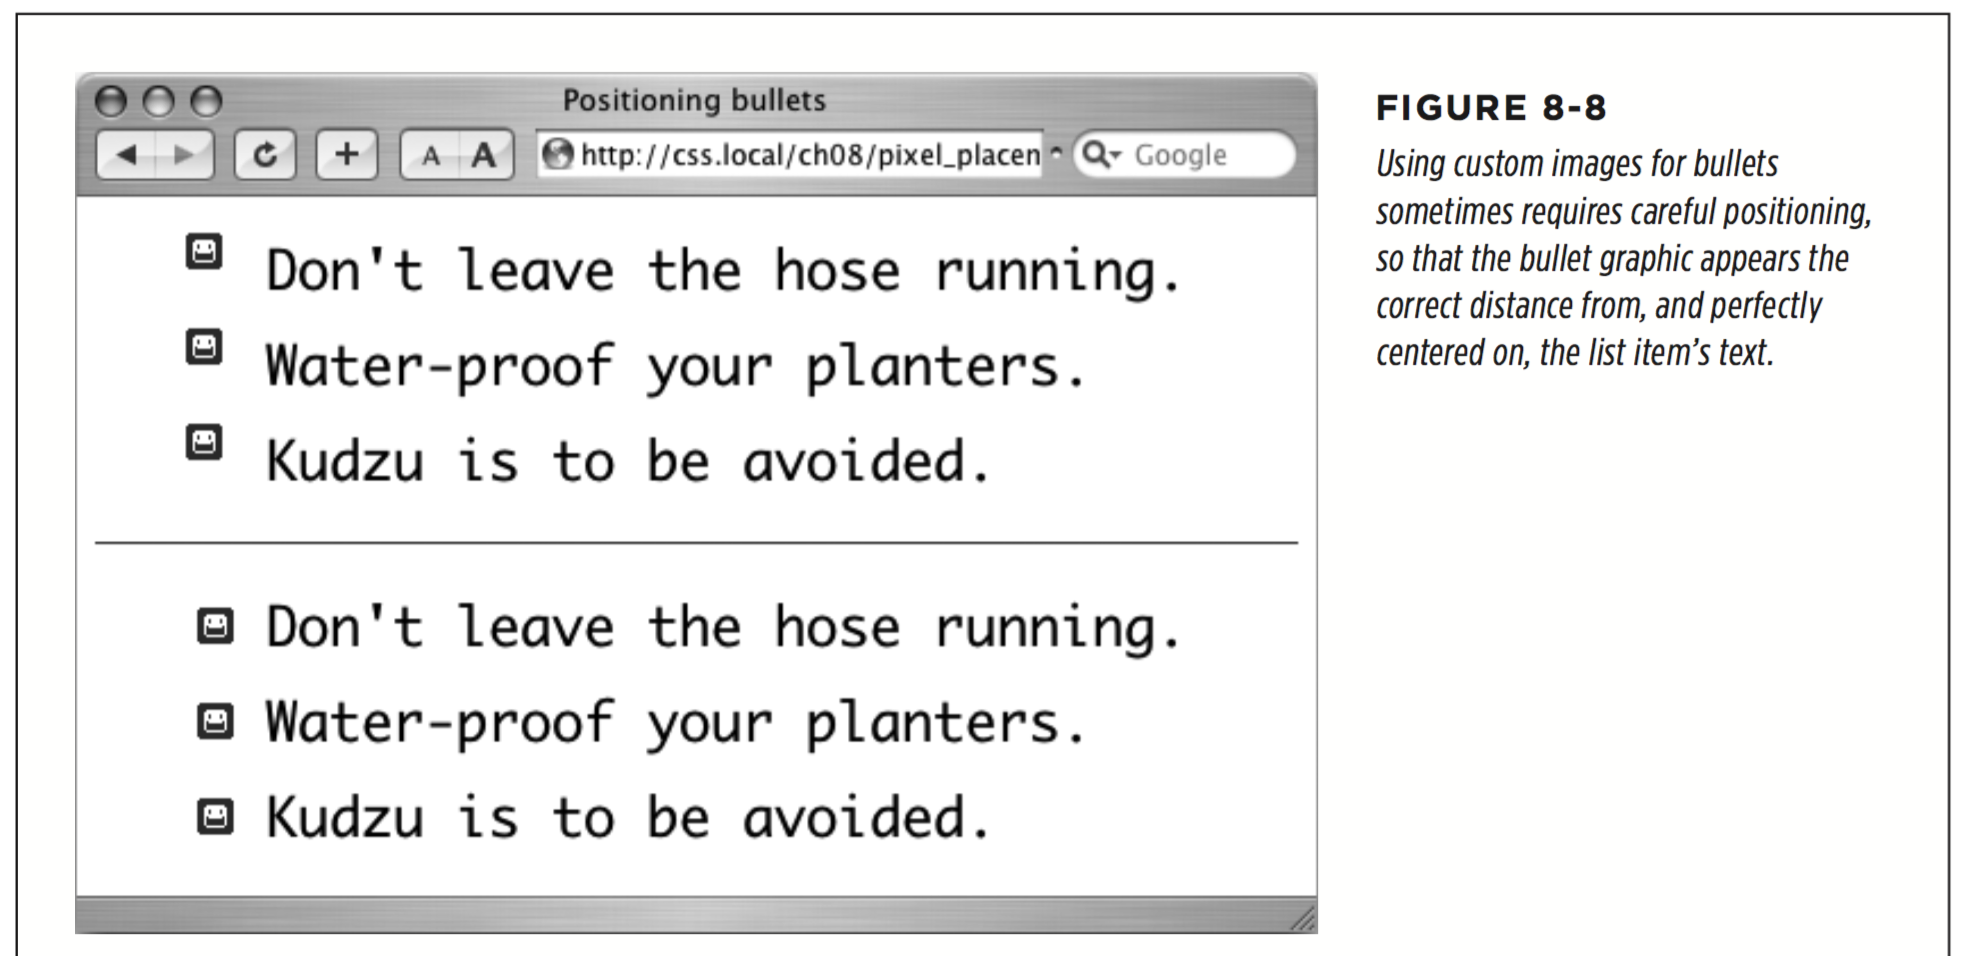 Positioning bullets
A A http://css.local/ch08/pixel_placen Google
Don't leave the hose running.
Water-proof your planters.
Kudzu is to be avoided.
Don't leave the hose running.
Water-proof your planters.
Kudzu is to be avoided.
FIGURE 8-8
Using custom images for bullets
sometimes requires careful positioning,
so that the bullet graphic appears the
correct distance from, and perfectly
centered on, the list item’s text.